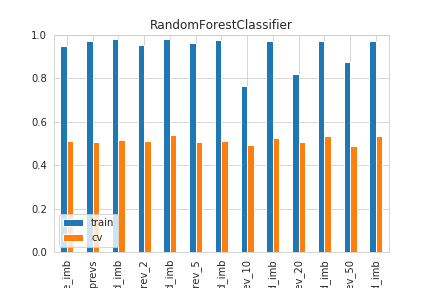 RandomForestClassifier
1.0
0.8
0.6
0.4
0.2
0.0
train
cv
e_imb
prevs
d_imb
rev_2
d_imb
rev_5
d_imb
ev_10
d_imb
ev_20
d_imb
ev_50
d_imb